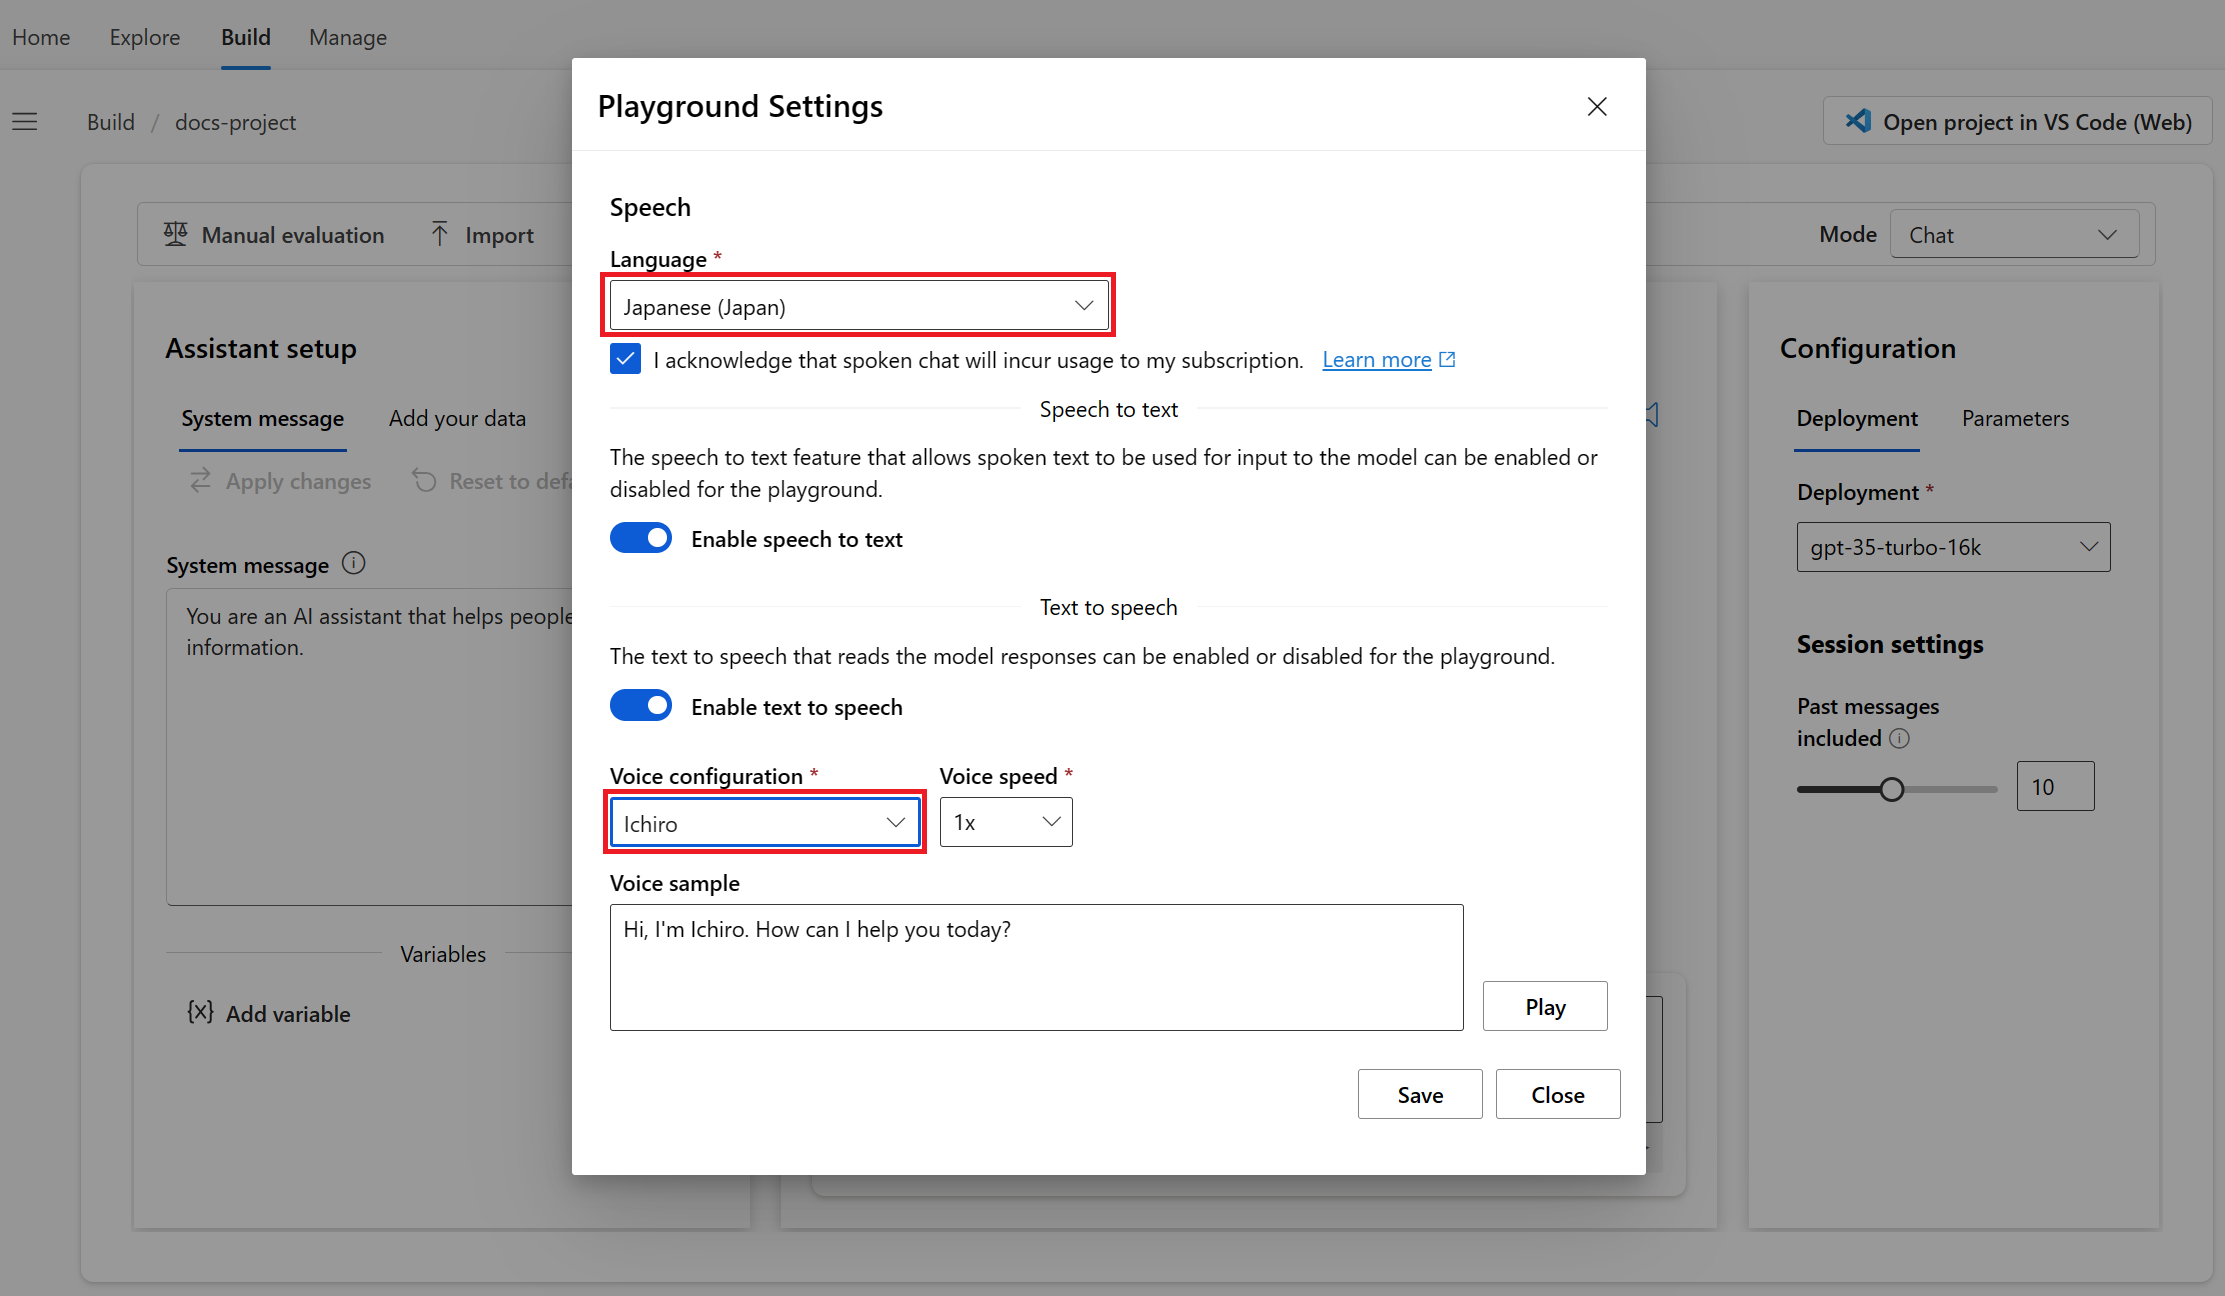 Home Explore Build Manage
Build / docs-project
Open project in VS Code (Web)
Manual evaluation Import
Mode Chat
Assistant setup
System message Add your data
Apply changes Reset to defa
System message
You are an AI assistant that helps people
information.
Variables
{x} Add variable
Playground Settings
Speech
Language *
Japanese (Japan)
I acknowledge that spoken chat will incur usage to my subscription. Learn more
Speech to text
The speech to text feature that allows spoken text to be used for input to the model can be enabled or
disabled for the playground.
Enable speech to text
Text to speech
The text to speech that reads the model responses can be enabled or disabled for the playground.
Enable text to speech
Voice configuration * Voice speed *
Ichiro 1x
Voice sample
Hi, I'm Ichiro. How can I help you today?
Play
Save Close
Configuration
Deployment Parameters
Deployment *
gpt-35-turbo-16k
Session settings
Past messages
included
10